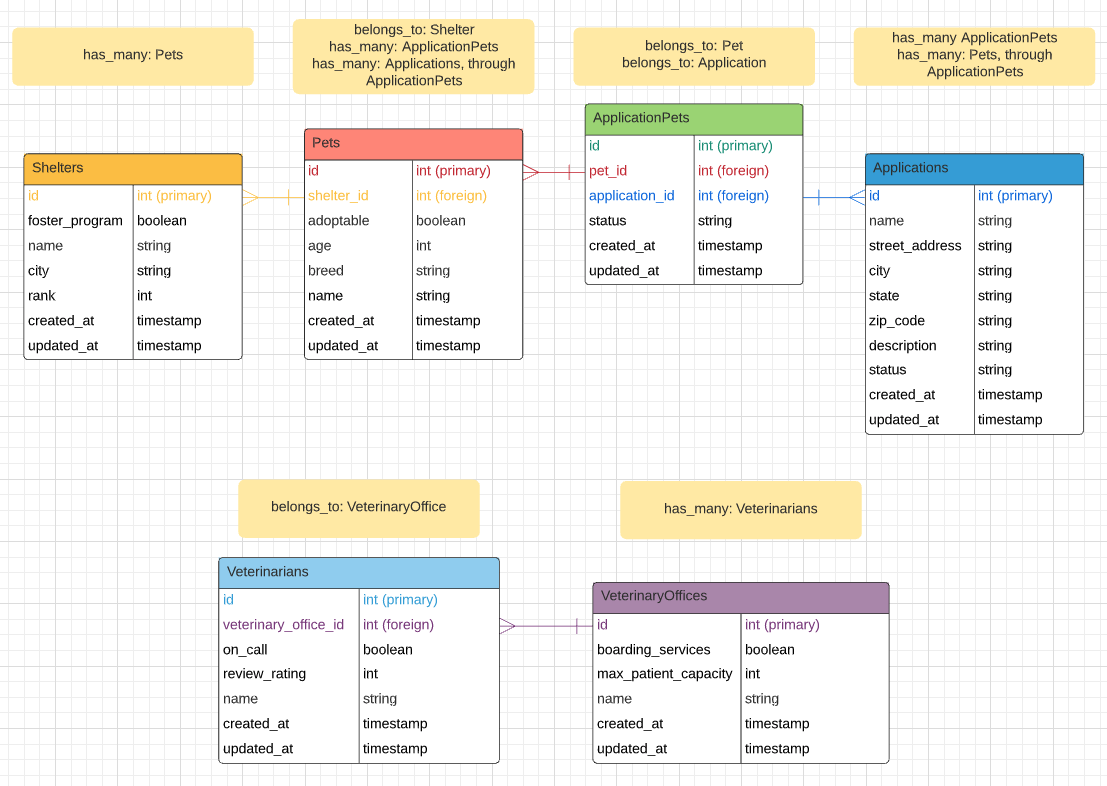 has_many: Pets
belongs_to: Shelter
has_many: ApplicationPets
has_many: Applications, through
ApplicationPets
belongs_to: Pet
belongs_to: Application
has_many ApplicationPets
has_many: Pets, through
ApplicationPets
Shelters
id int (primary)
foster_program boolean
name string
city string
rank int
created_at timestamp
updated_at timestamp
Pets
id int (primary)
shelter_id int (foreign)
adoptable boolean
age int
breed string
name string
created_at timestamp
updated_at timestamp
ApplicationPets
id int (primary)
pet_id int (foreign)
application_id int (foreign)
status string
created_at timestamp
updated_at timestamp
Applications
id int (primary)
name string
street_address string
city string
state string
zip_code string
description string
status string
created_at timestamp
updated_at timestamp
belongs_to: VeterinaryOffice
has_many: Veterinarians
Veterinarians
id int (primary)
veterinary_office_id int (foreign)
on_call boolean
review_rating int
name string
created_at timestamp
updated_at timestamp
VeterinaryOffices
id int (primary)
boarding_services boolean
max_patient_capacity int
name string
created_at timestamp
updated_at timestamp